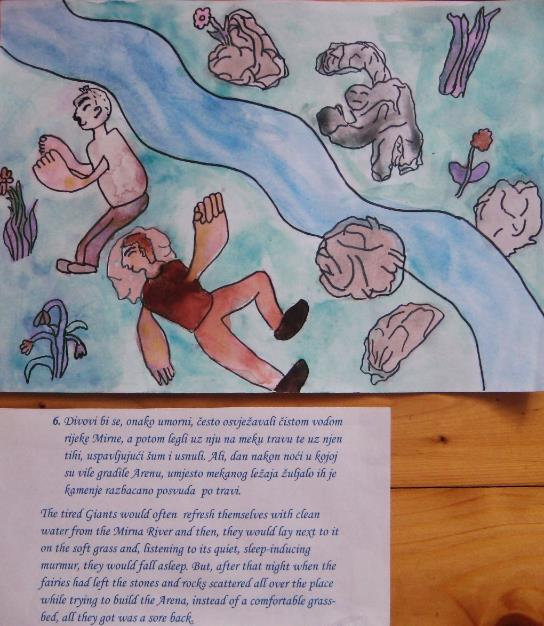 6. Divovi bi se, onako umorni, često osvježavali čistom vodom
rijeke Mirne, a potom legli uz nju na meku travu te uz njen
tihi, uspavljujući šum i usnuli. Ali, dan nakon noći u kojoj
su vile gradile Arenu, umjesto mekanog ležaja žuljalo ih je
kamenje razbacano posvuda po travi.
The tired Giants would often refresh themselves with clean
water from the Mirna River and then, they would lay next to it
on the soft grass and, listening to its quiet, sleep-inducing
murmur, they would fall asleep. But, after that night when the
fairies had left the stones and rocks scattered all over the place
while trying to build the Arena, instead of a comfortable grass-
bed, all they got was a sore back.